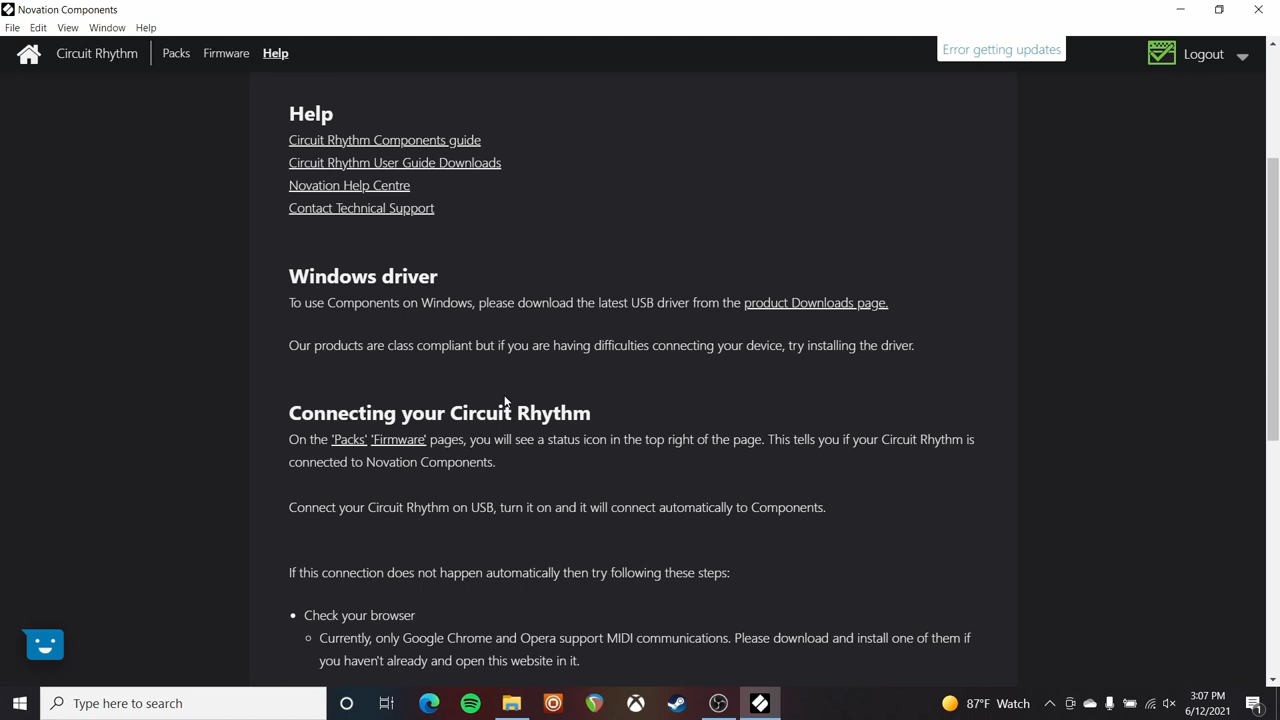 Novation Components
File Edit View Window Help
Circuit Rhythm Packs Firmware Help Error getting updates Logout
Help
Circuit Rhythm Components guide
Circuit Rhythm User Guide Downloads
Novation Help Centre
Contact Technical Support
Windows driver
To use Components on Windows, please download the latest USB driver from the product Downloads page.
Our products are class compliant but if you are having difficulties connecting your device, try installing the driver.
Connecting your Circuit Rhythm
On the 'Packs' 'Firmware' pages, you will see a status icon in the top right of the page. This tells you if your Circuit Rhythm is
connected to Novation Components.
Connect your Circuit Rhythm on USB, turn it on and it will connect automatically to Components.
If this connection does not happen automatically then try following these steps:
• Check your browser
Currently, only Google Chrome and Opera support MIDI communications. Please download and install one of them if
you haven't already and open this website in it.
Type here to search
87°F Watch
3:07 PM
6/12/2021
1